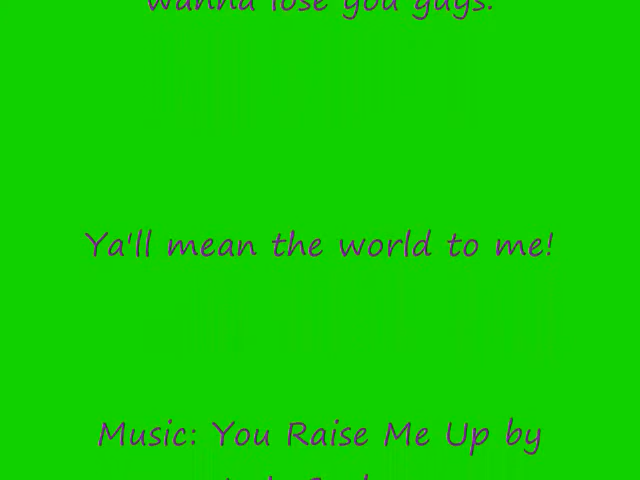 wanna lose you guys.
Ya'll mean the world to me!
Music: You Raise Me Up by